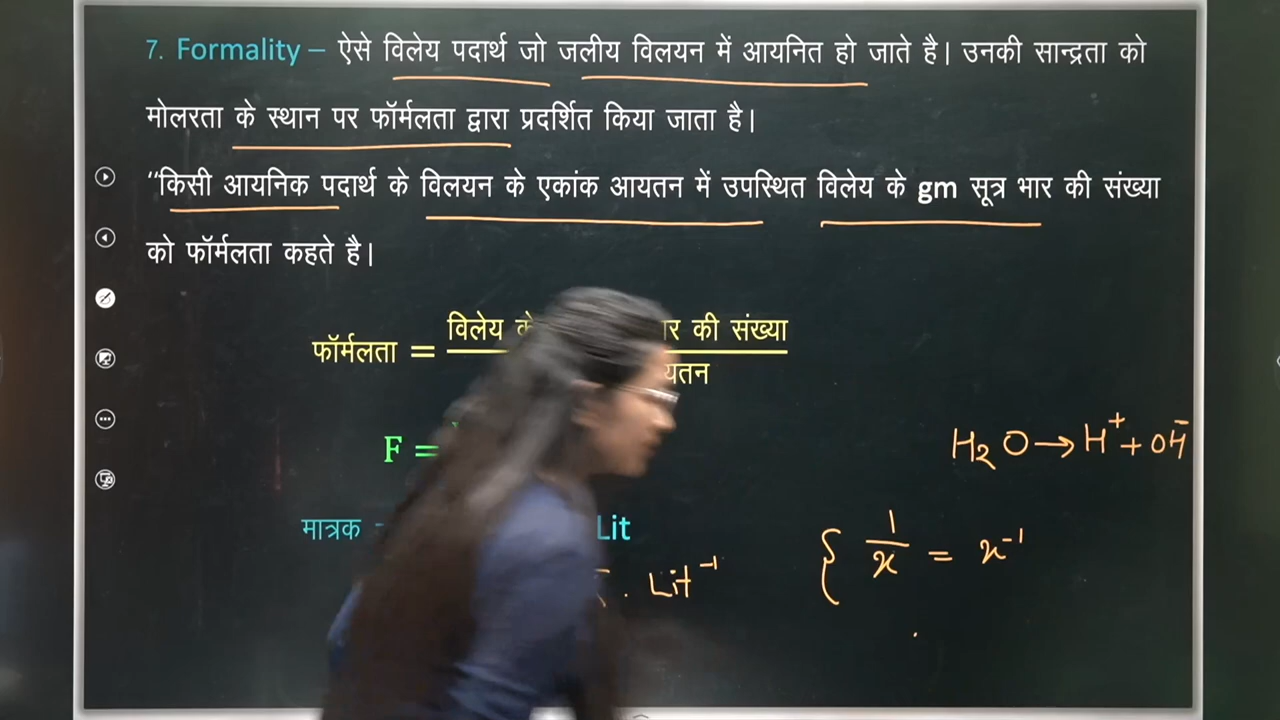 7. Formality – ऐसे विलेय पदार्थ जो जलीय विलयन में आयनित हो जाते है। उनकी सान्द्रता को
मोलरता के स्थान पर फॉर्मलता द्वारा प्रदर्शित किया जाता है।
“किसी आयनिक पदार्थ के विलयन के एकांक आयतन में उपस्थित विलेय के gm सूत्र भार की संख्या
को फॉर्मलता कहते है।
फॉर्मलता = विलेय की संख्या
F =
H₂O → H⁺ + OH⁻
मात्रक Lit
. Lit⁻¹
{ 1/x = x⁻¹